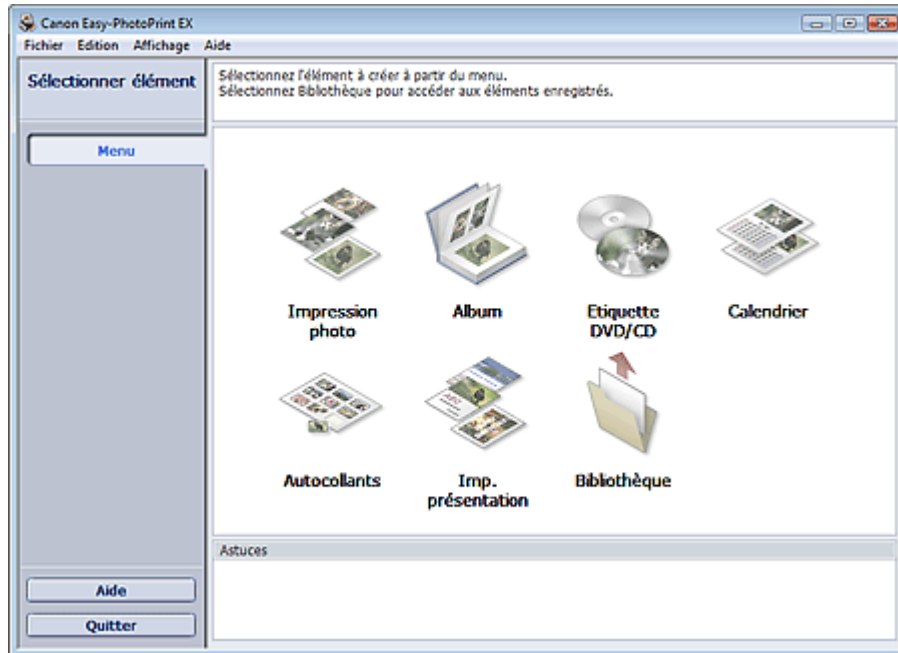 Canon Easy-PhotoPrint EX
Fichier Edition Affichage Aide
Sélectionner élément
Sélectionnez l'élément à créer à partir du menu.
Sélectionnez Bibliothèque pour accéder aux éléments enregistrés.
Menu
Impression
photo
Album
Etiquette
DVD/CD
Calendrier
Autocollants
Imp.
présentation
Bibliothèque
Astuces
Aide
Quitter